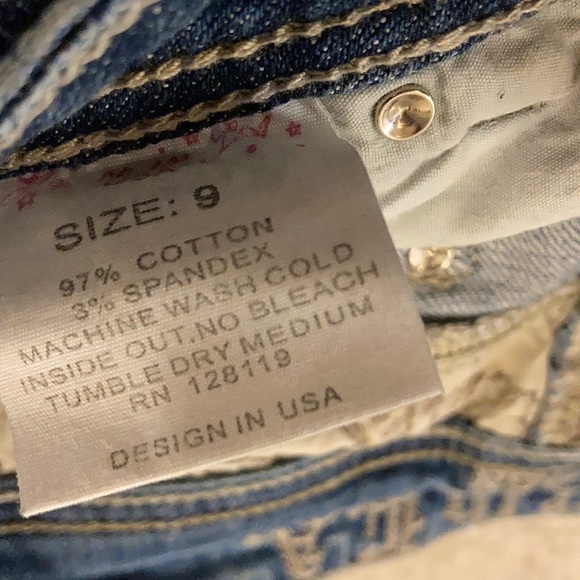 SIZE: 9
97% COTTON
3% SPANDEX
MACHINE WASH COLD
INSIDE OUT,NO BLEACH
TUMBLE DRY MEDIUM
RN 128119
DESIGN IN USA